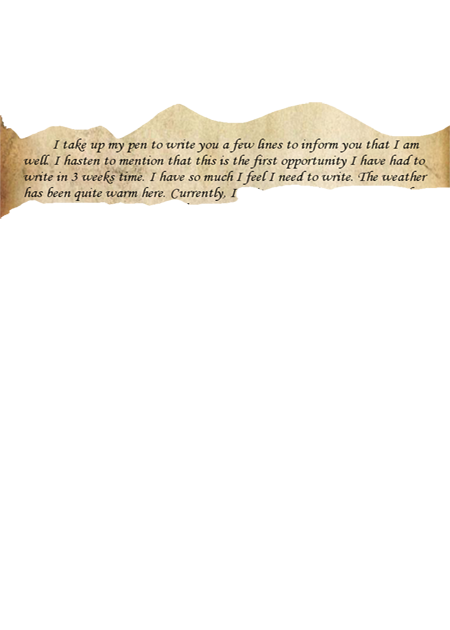 I take up my pen to write you a few lines to inform you that I am
well. I hasten to mention that this is the first opportunity I have had to
write in 3 weeks time. I have so much I feel I need to write. The weather
has been quite warm here. Currently, I